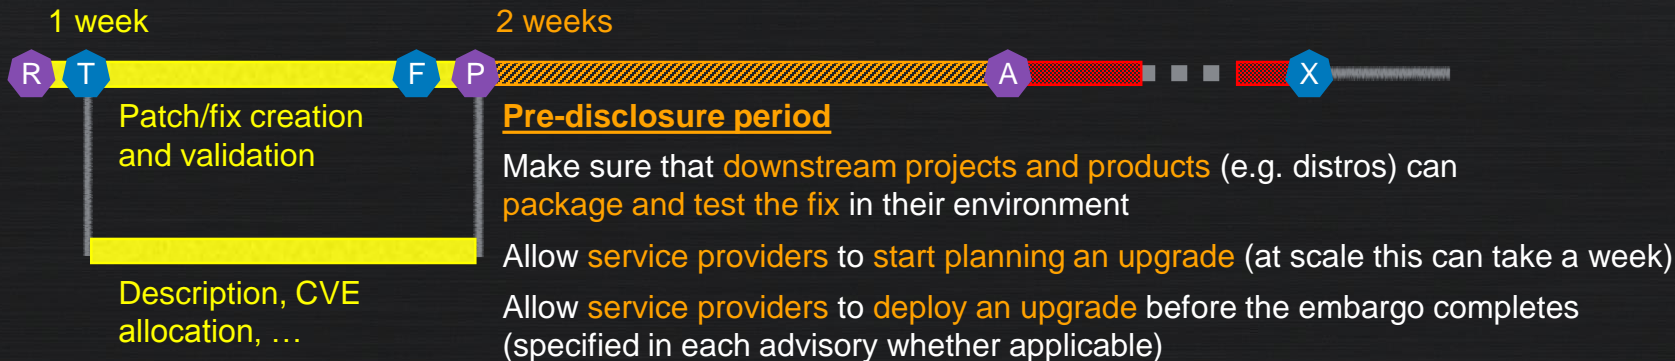 1 week
2 weeks
R T F P A X
Patch/fix creation
and validation
Pre-disclosure period
Make sure that downstream projects and products (e.g. distros) can
package and test the fix in their environment
Allow service providers to start planning an upgrade (at scale this can take a week)
Description, CVE
allocation, …
Allow service providers to deploy an upgrade before the embargo completes
(specified in each advisory whether applicable)